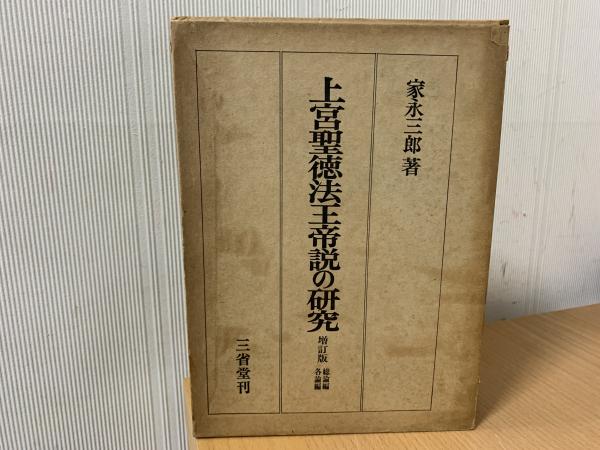 家永三郎著
上宮聖徳法王帝説の研究
増訂版
総論編
各論編
三省堂刊